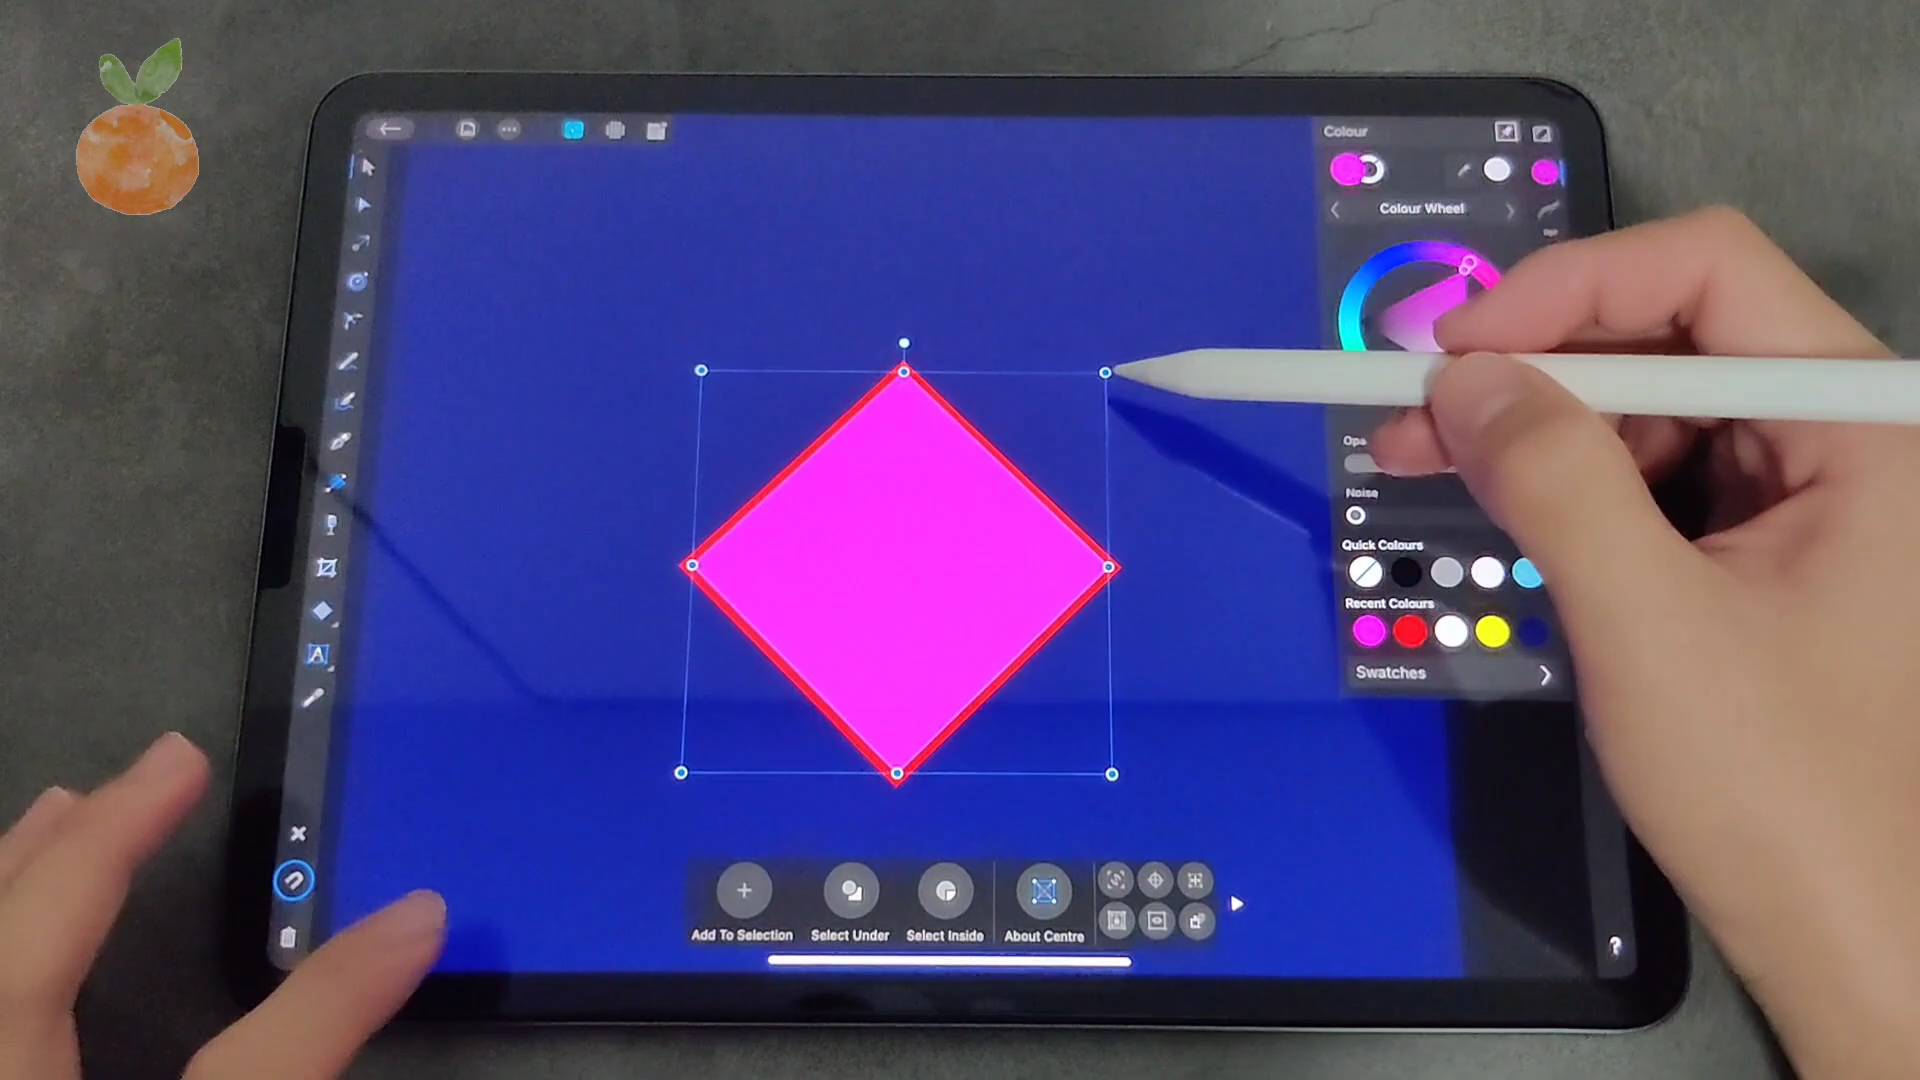 Colour
Colour Wheel
Opa
Noise
Quick Colours
Recent Colours
Swatches
A
Add To Selection
Select Under
Select Inside
About Centre
?